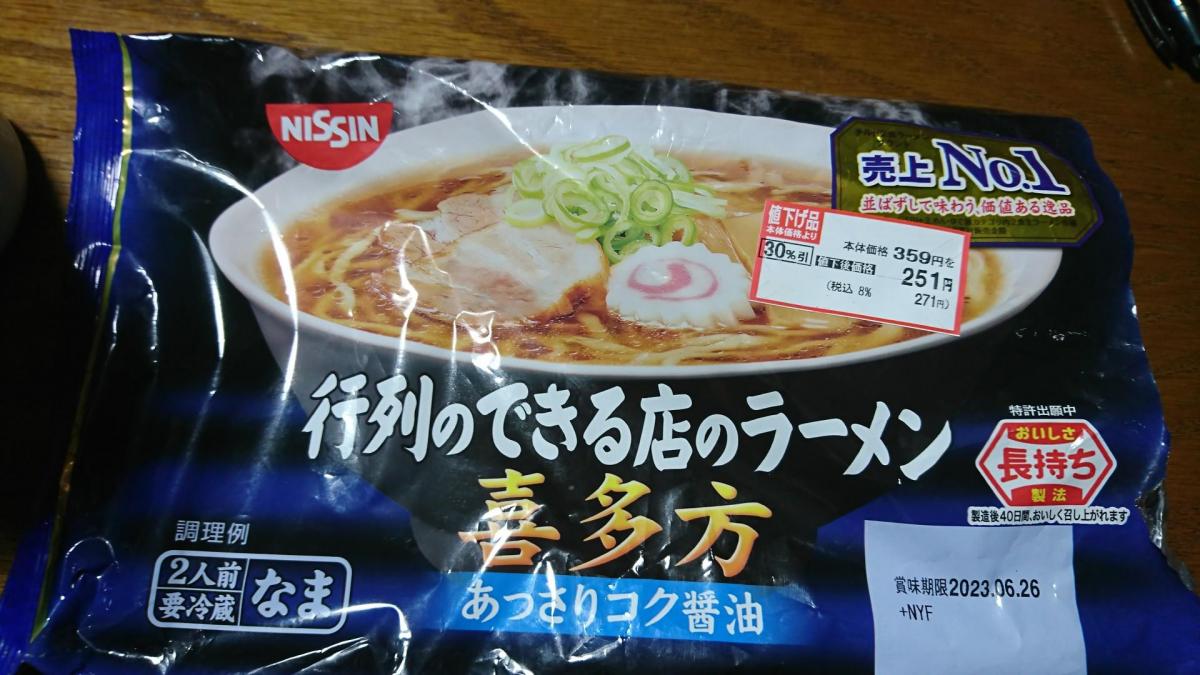 NISSIN
売上No.1
並ばずして味わう、価値ある逸品
値下げ品
本体価格より
30%引
本体価格 359円を
値下後価格 251円
(税込 8% 271円)
行列のできる店のラーメン
喜多方
あっさりコク醤油
特許出願中
おいしさ
長持ち
製法
製造後40日間、おいしく召し上がれます
調理例
2人前
要冷蔵
なま
賞味期限2023.06.26
+NYF